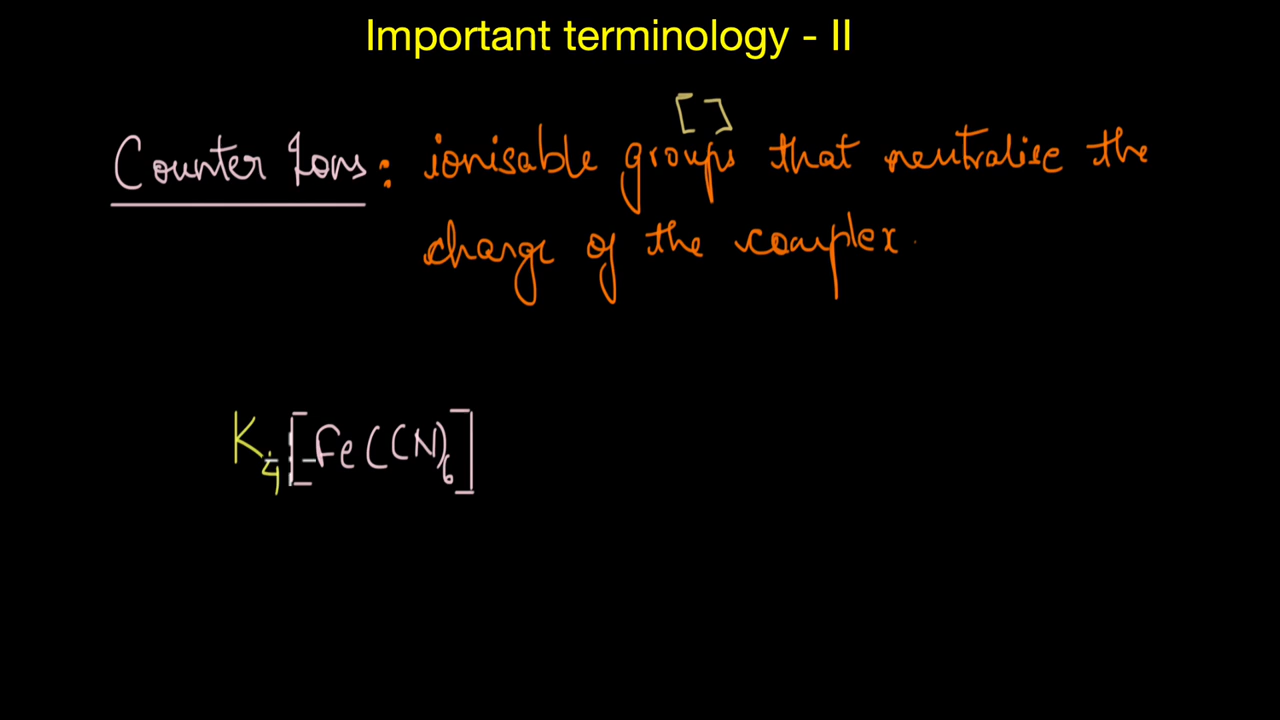 Important terminology - II
[ ]
Counter Ions : ionisable groups that neutralise the
charge of the complex.
K4[Fe(CN)6]